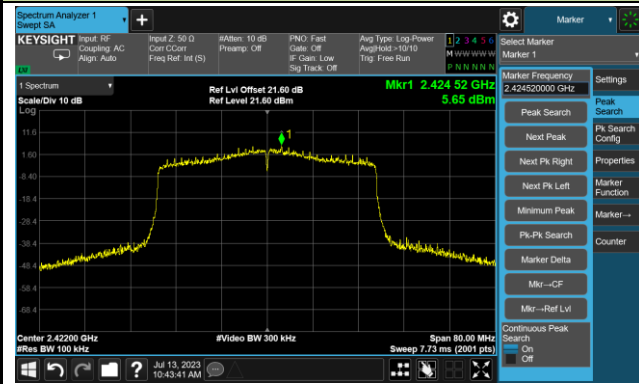 Spectrum Analyzer 1
Swept SA
Marker
KEYSIGHT
Input: RF
Coupling: AC
Align: Auto
Input Z: 50 Ω
Corr CCorr
Freq Ref: Int (S)
#Atten: 10 dB
Preamp: Off
PNO: Fast
Gate: Off
IF Gain: Low
Sig Track: Off
Avg Type: Log-Power
Avg|Hold:>10/10
Trig: Free Run
1 2 3 4 5 6
M W W W W W
P N N N N N
LW
Select Marker
Marker 1
1 Spectrum
Scale/Div 10 dB
Log
Ref Lvl Offset 21.60 dB
Ref Level 21.60 dBm
Mkr1 2.424 52 GHz
5.65 dBm
1
11.6
1.60
-8.40
-18.4
-28.4
-38.4
-48.4
-58.4
-68.4
Center 2.42200 GHz
#Res BW 100 kHz
#Video BW 300 kHz
Span 80.00 MHz
Sweep 7.73 ms (2001 pts)
Marker Frequency
2.424520000 GHz
Peak Search
Next Peak
Next Pk Right
Next Pk Left
Minimum Peak
Pk-Pk Search
Marker Delta
Mkr→CF
Mkr→Ref Lvl
Continuous Peak
Search
On
Off
Settings
Peak
Search
Pk Search
Config
Properties
Marker
Function
Marker→
Counter
?
Jul 13, 2023
10:43:41 AM